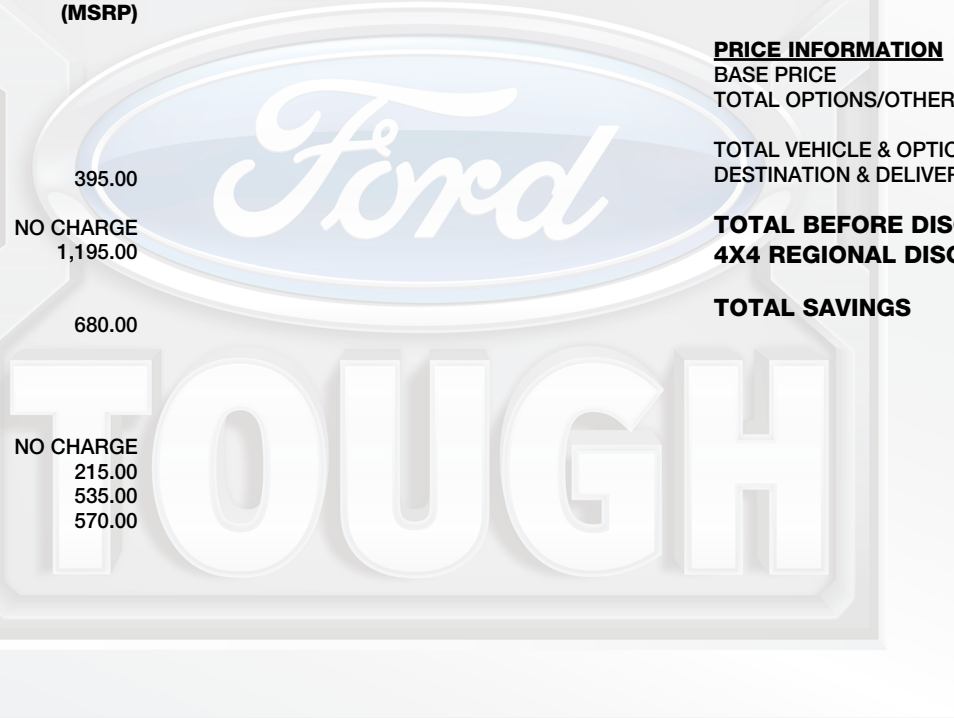 (MSRP)
395.00
NO CHARGE
1,195.00
680.00
NO CHARGE
215.00
535.00
570.00
PRICE INFORMATION
BASE PRICE
TOTAL OPTIONS/OTHER
TOTAL VEHICLE & OPTIO
DESTINATION & DELIVER
TOTAL BEFORE DISC
4X4 REGIONAL DISC
TOTAL SAVINGS
Ford
TOUGH